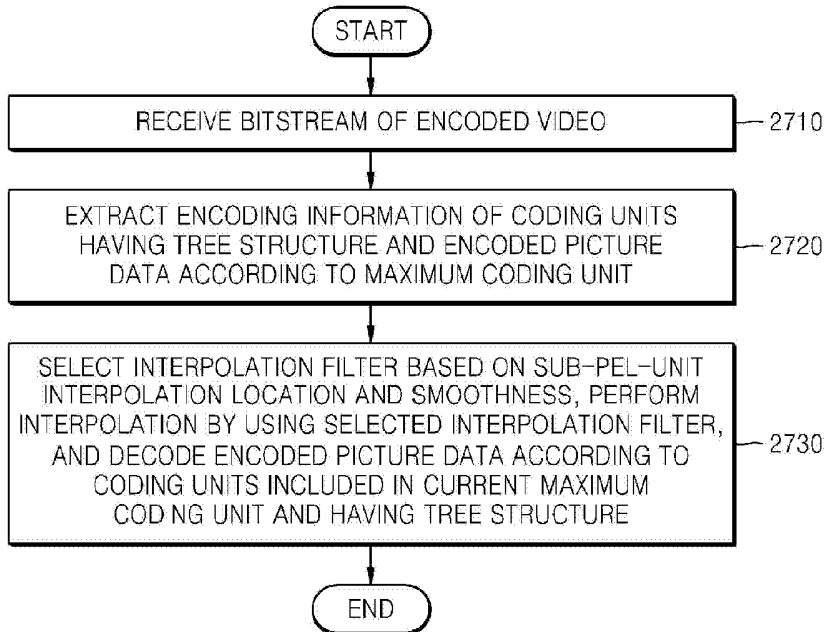 START
RECEIVE BITSTREAM OF ENCODED VIDEO
2710
EXTRACT ENCODING INFORMATION OF CODING UNITS
HAVING TREE STRUCTURE AND ENCODED PICTURE
DATA ACCORDING TO MAXIMUM CODING UNIT
2720
SELECT INTERPOLATION FILTER BASED ON SUB-PEL-UNIT
INTERPOLATION LOCATION AND SMOOTHNESS, PERFORM
INTERPOLATION BY USING SELECTED INTERPOLATION FILTER,
AND DECODE ENCODED PICTURE DATA ACCORDING TO
CODING UNITS INCLUDED IN CURRENT MAXIMUM
COD NG UNIT AND HAVING TREE STRUCTURE
2730
END